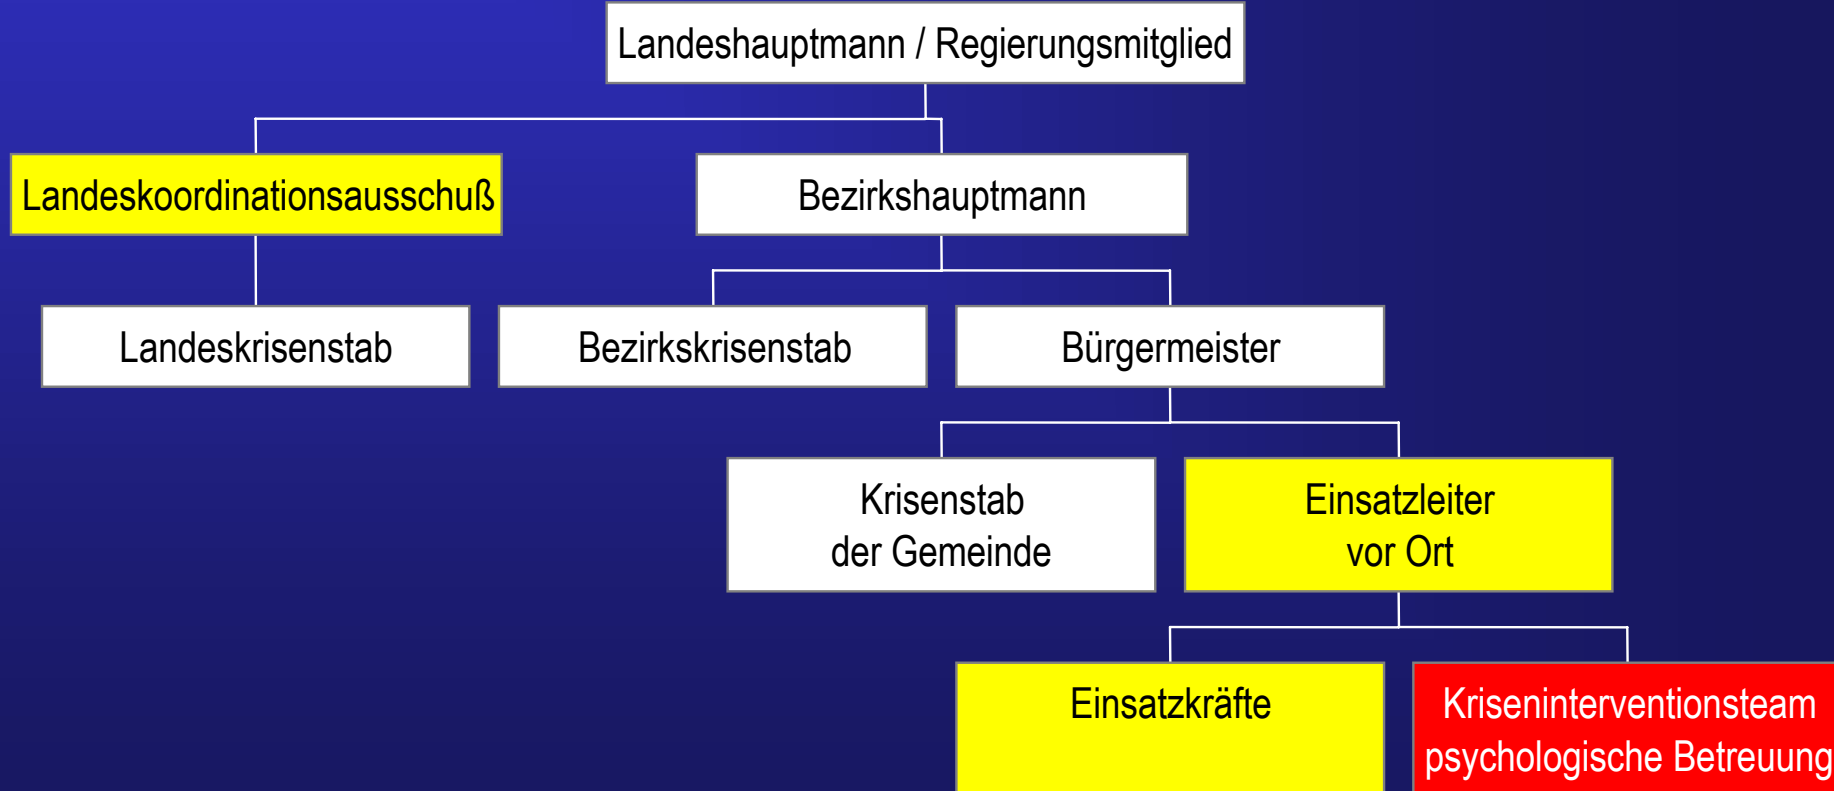 Landeshauptmann / Regierungsmitglied
Landeskoordinationsausschuß
Bezirkshauptmann
Landeskrisenstab
Bezirkskrisenstab
Bürgermeister
Krisenstab
der Gemeinde
Einsatzleiter
vor Ort
Einsatzkräfte
Kriseninterventionsteam
psychologische Betreuung